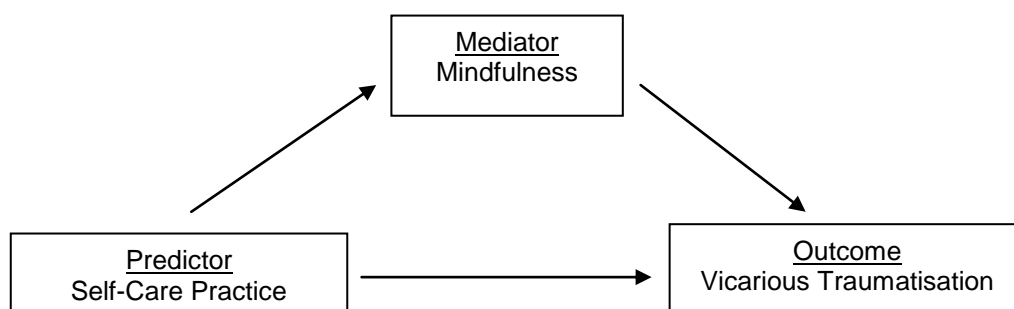 Mediator
Mindfulness
Predictor
Self-Care Practice
Outcome
Vicarious Traumatisation